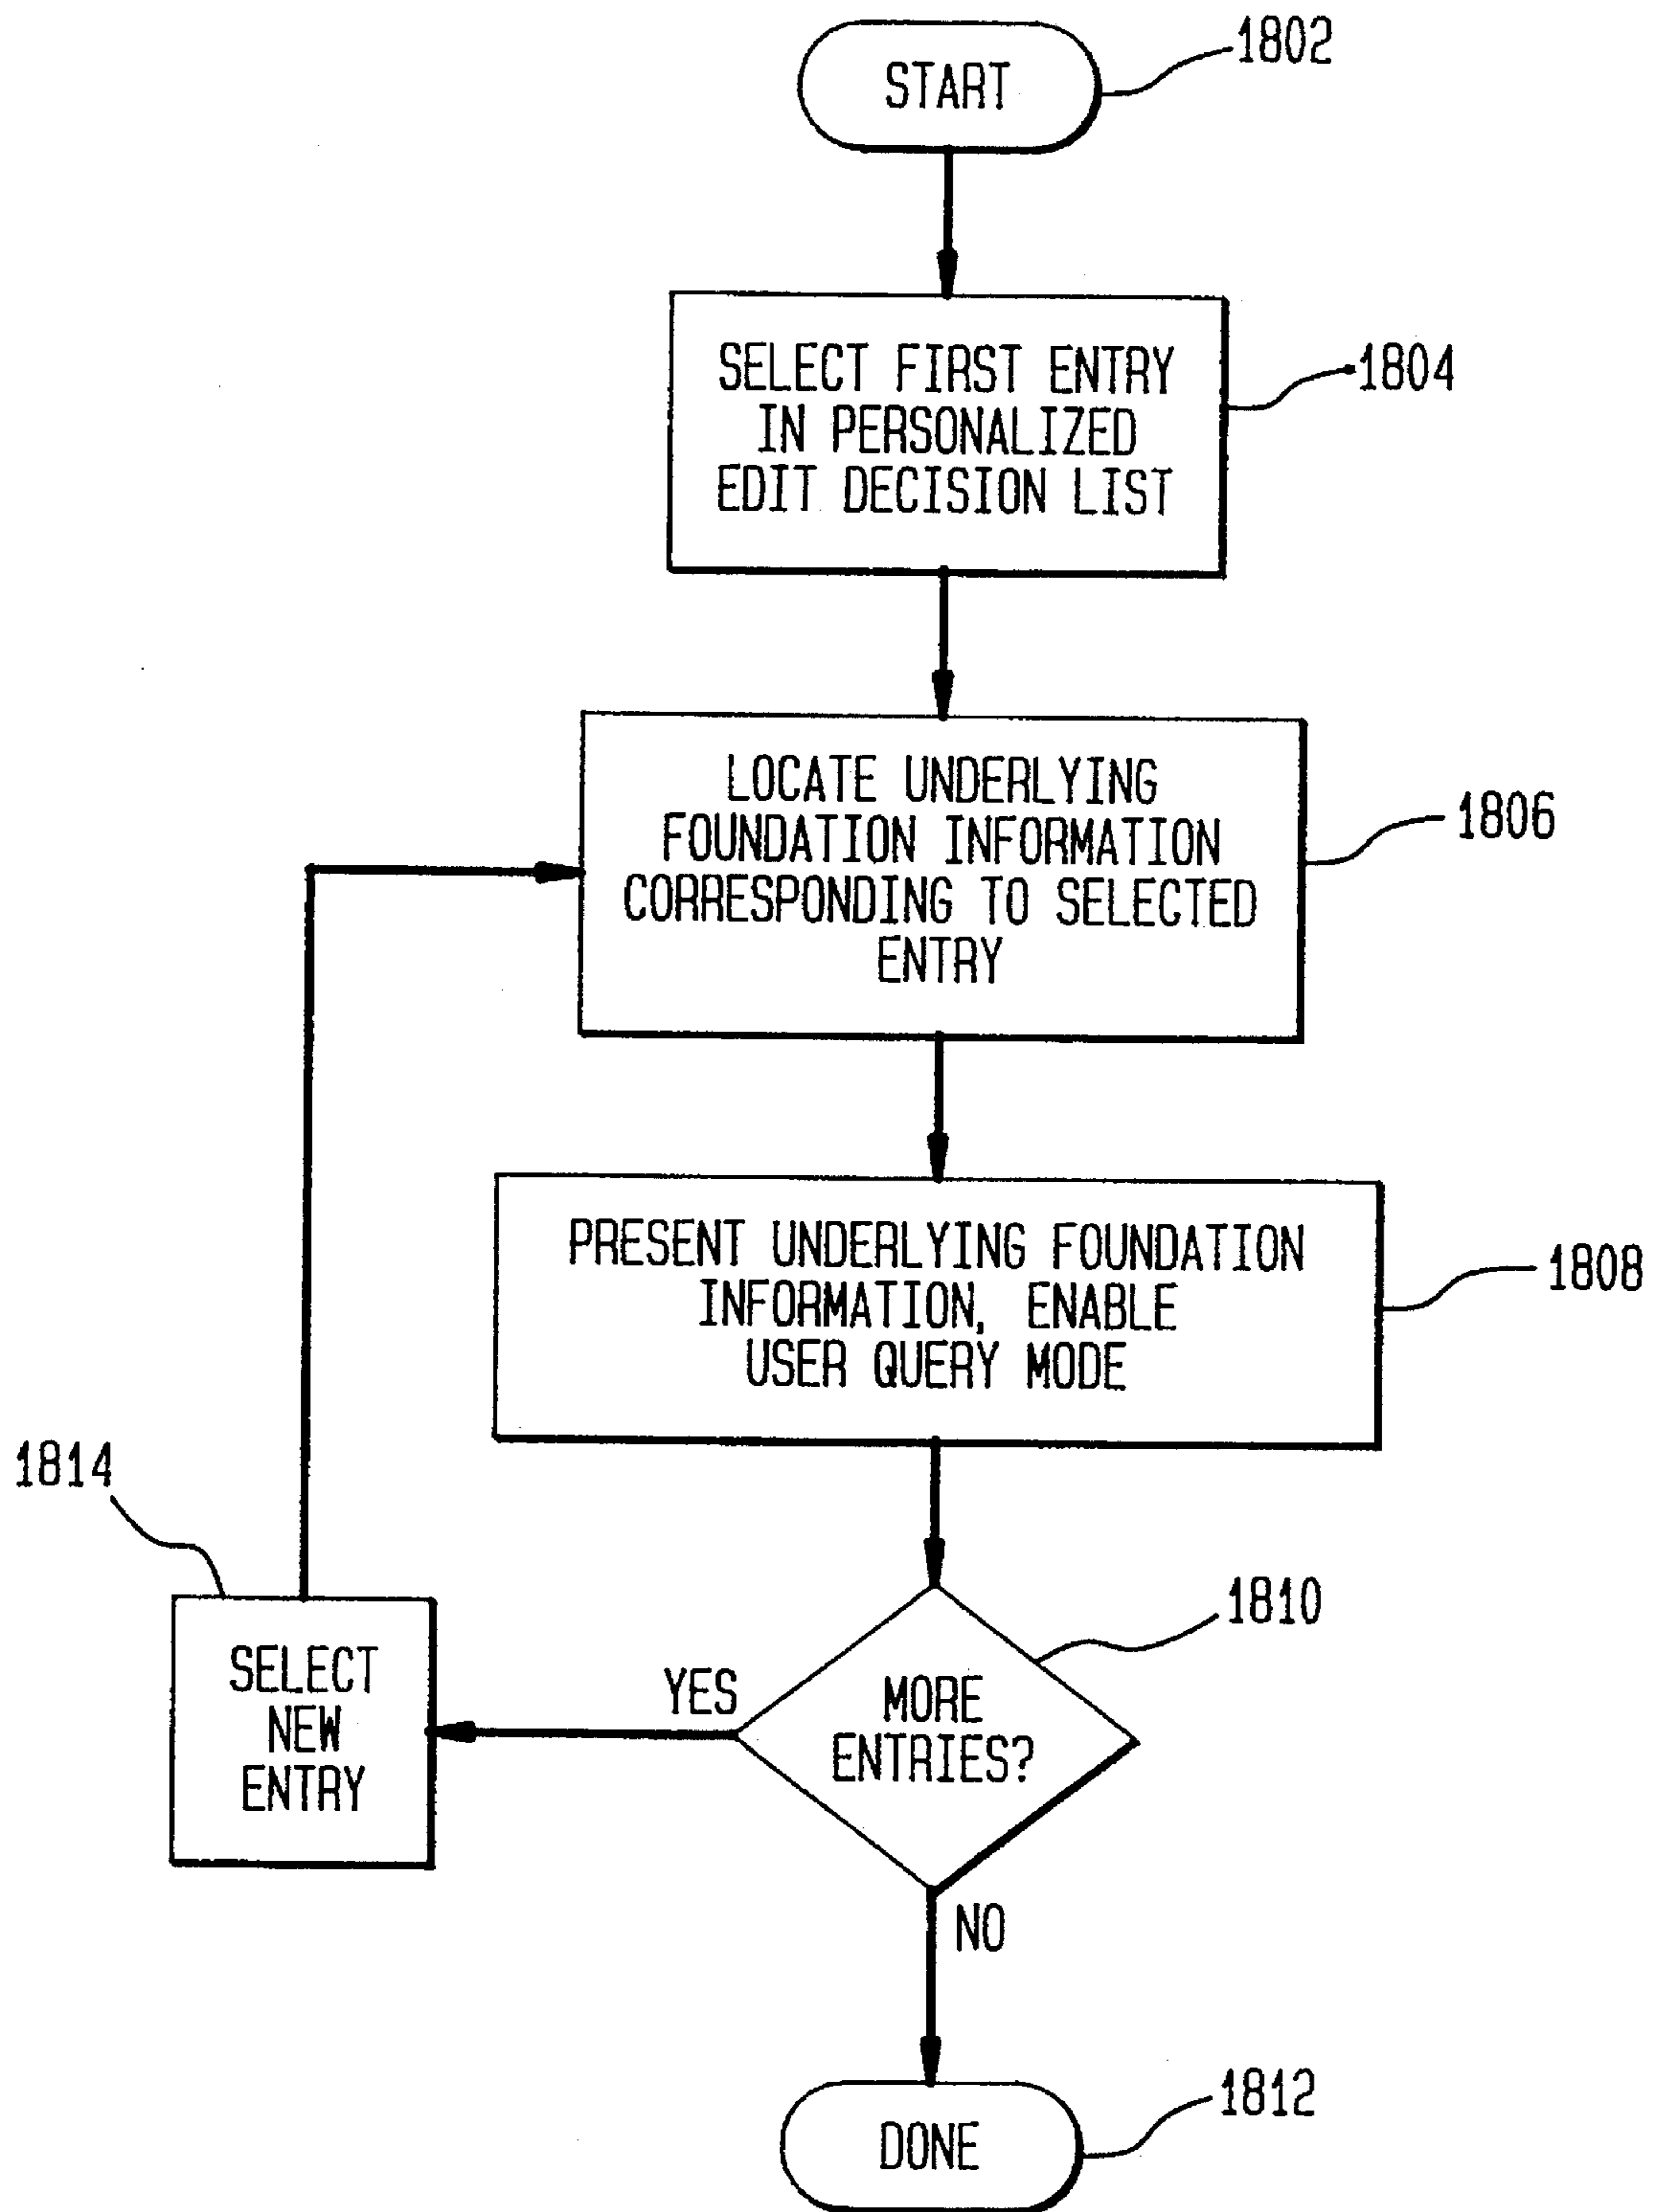 START
1802
SELECT FIRST ENTRY
IN PERSONALIZED
EDIT DECISION LIST
1804
LOCATE UNDERLYING
FOUNDATION INFORMATION
CORRESPONDING TO SELECTED
ENTRY
1806
PRESENT UNDERLYING FOUNDATION
INFORMATION, ENABLE
USER QUERY MODE
1808
1814
SELECT
NEW
ENTRY
YES
MORE
ENTRIES?
1810
NO
DONE
1812